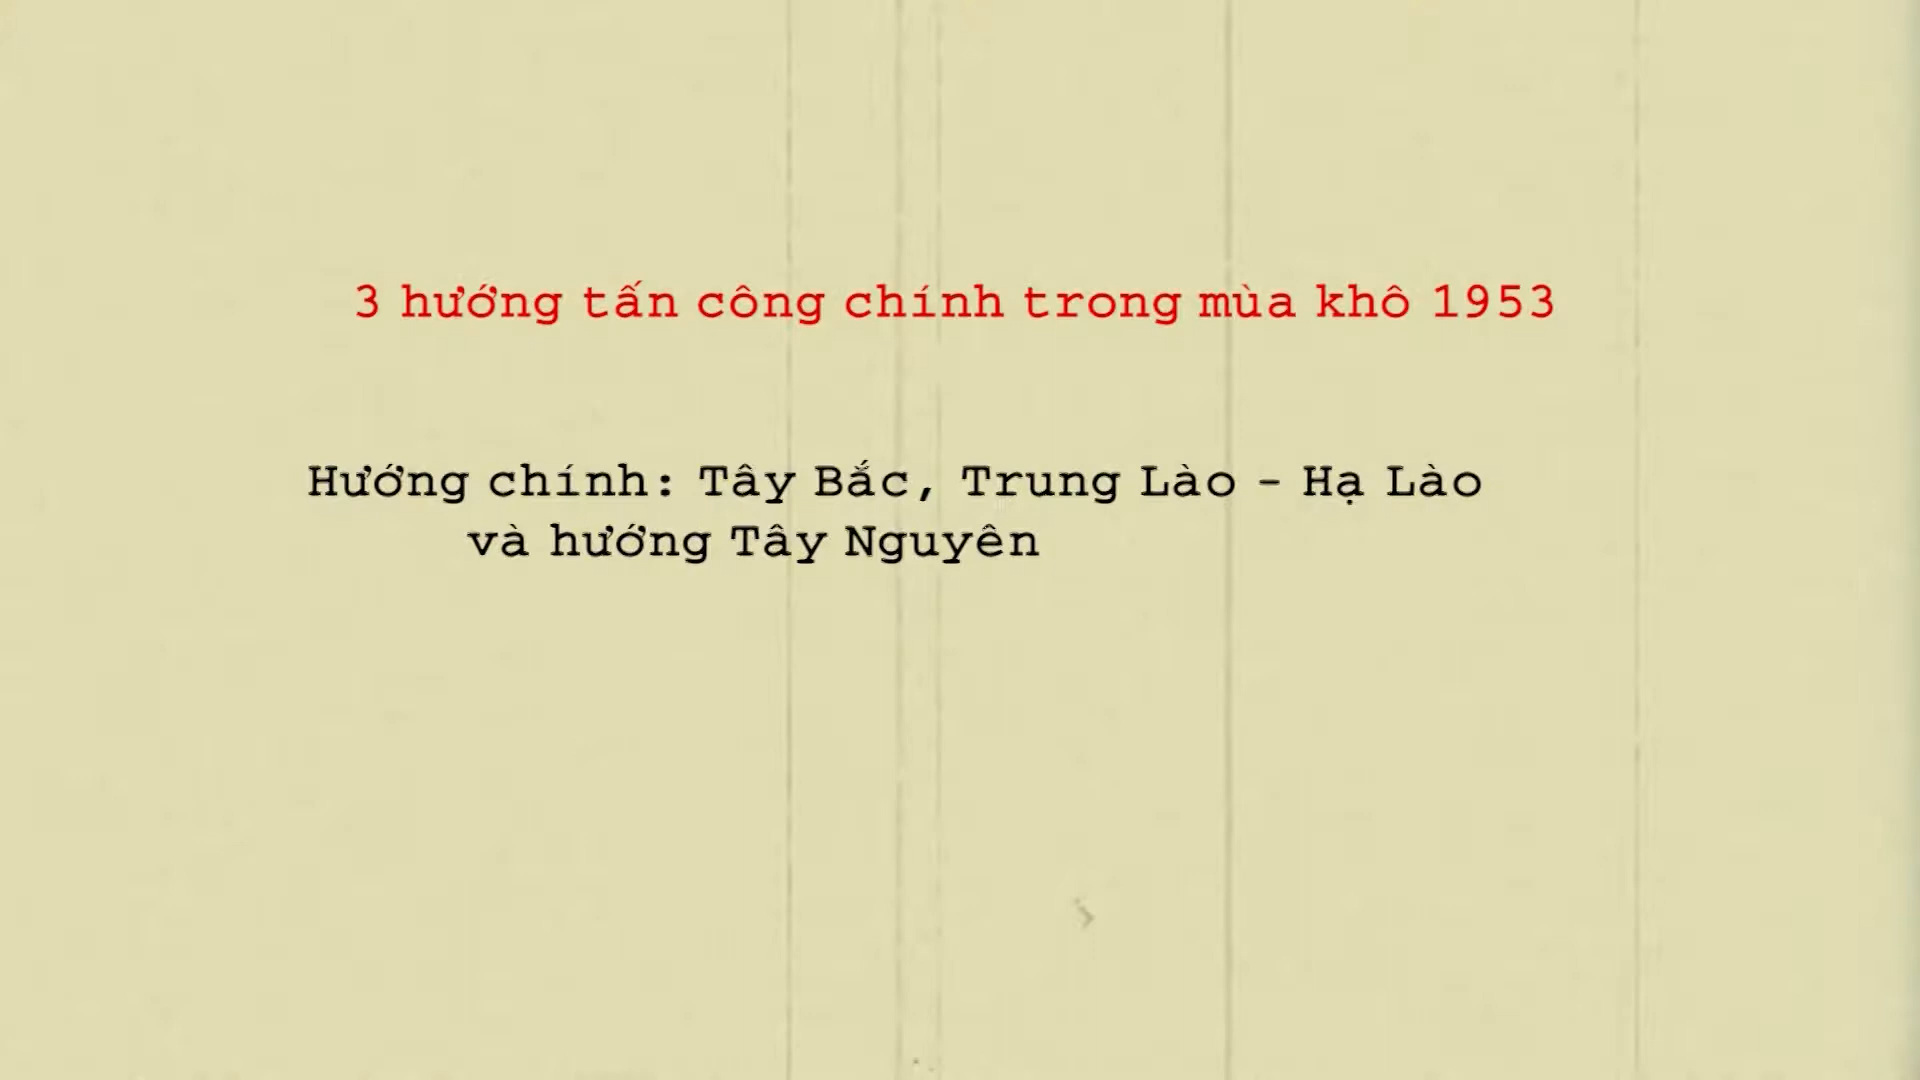 3 hướng tấn công chính trong mùa khô 1953
Hướng chính: Tây Bắc, Trung Lào - Hạ Lào
và hướng Tây Nguyên